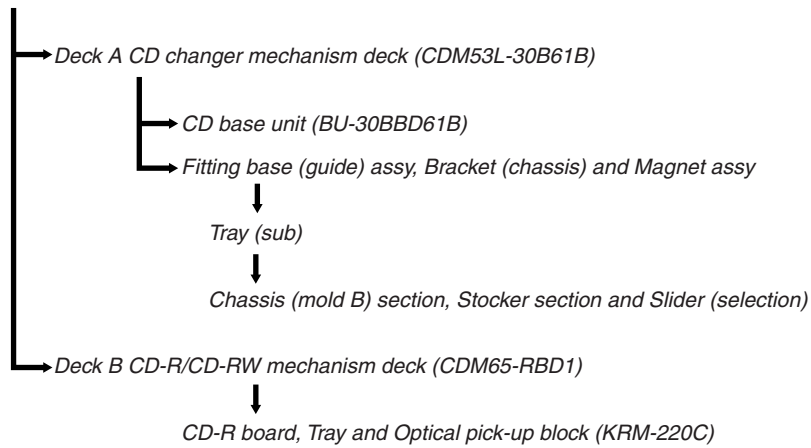 Deck A CD changer mechanism deck (CDM53L-30B61B)
CD base unit (BU-30BBD61B)
Fitting base (guide) assy, Bracket (chassis) and Magnet assy
Tray (sub)
Chassis (mold B) section, Stocker section and Slider (selection)
Deck B CD-R/CD-RW mechanism deck (CDM65-RBD1)
CD-R board, Tray and Optical pick-up block (KRM-220C)